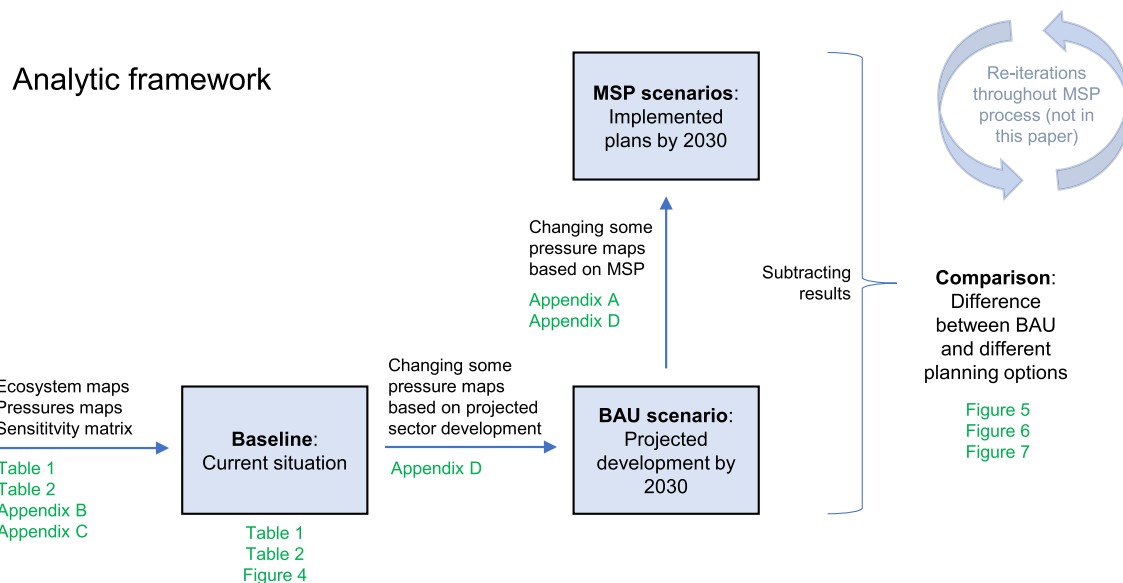 Analytic framework
MSP scenarios:
Implemented
plans by 2030
Re-iterations
throughout MSP
process (not in
this paper)
Changing some
pressure maps
based on MSP
Appendix A
Appendix D
Subtracting
results
Comparison:
Difference
between BAU
and different
planning options
Figure 5
Figure 6
Figure 7
Ecosystem maps
Pressures maps
Sensititvity matrix
Table 1
Table 2
Appendix B
Appendix C
Baseline:
Current situation
Table 1
Table 2
Figure 4
Changing some
pressure maps
based on projected
sector development
Appendix D
BAU scenario:
Projected
development by
2030